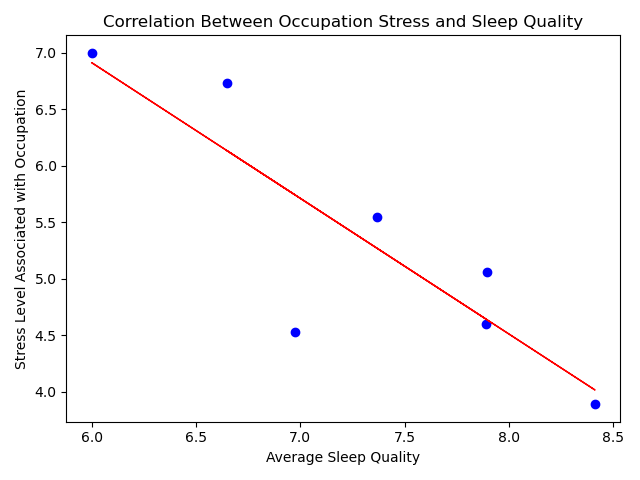 Correlation Between Occupation Stress and Sleep Quality
Stress Level Associated with Occupation
7.0
6.5
6.0
5.5
5.0
4.5
4.0
6.0 6.5 7.0 7.5 8.0 8.5
Average Sleep Quality